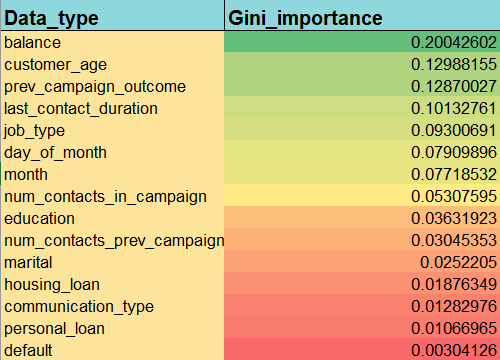 Data_type Gini_importance
balance 0.20042602
customer_age 0.12988155
prev_campaign_outcome 0.12870027
last_contact_duration 0.10132761
job_type 0.09300691
day_of_month 0.07909896
month 0.07718532
num_contacts_in_campaign 0.05307595
education 0.03631923
num_contacts_prev_campaign 0.03045353
marital 0.0252205
housing_loan 0.01876349
communication_type 0.01282976
personal_loan 0.01066965
default 0.00304126